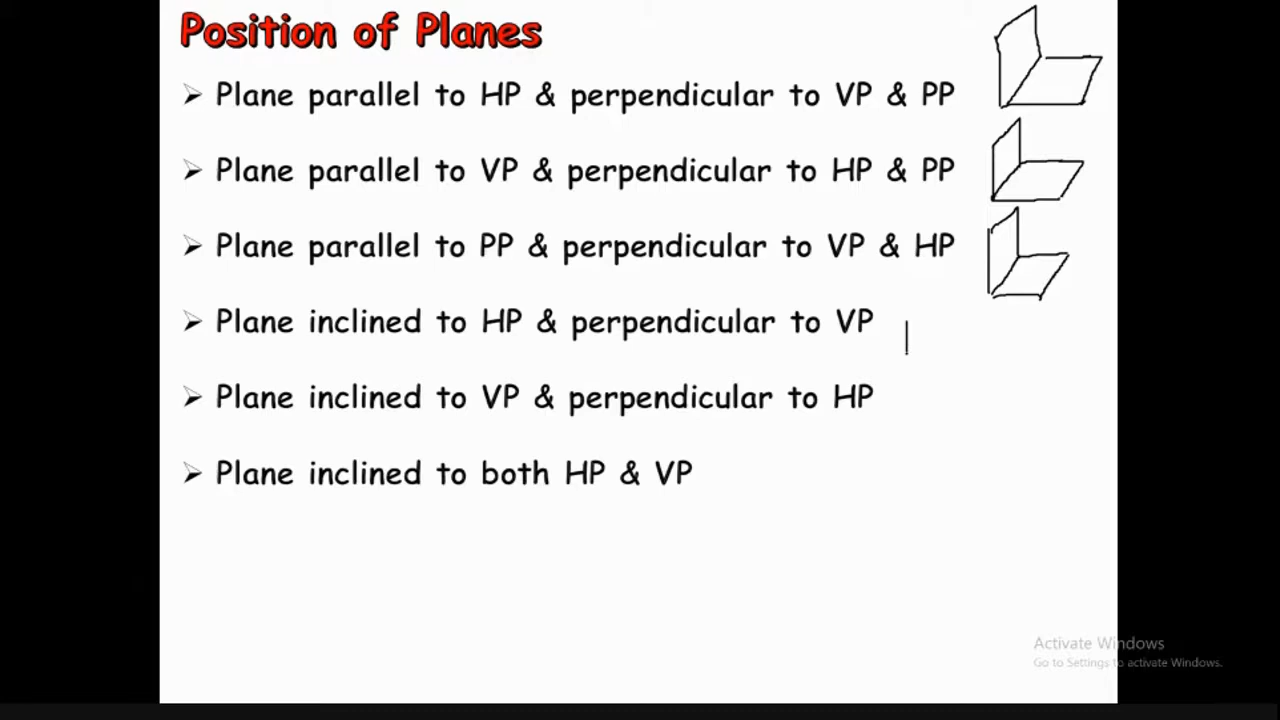 Position of Planes
➢ Plane parallel to HP & perpendicular to VP & PP
➢ Plane parallel to VP & perpendicular to HP & PP
➢ Plane parallel to PP & perpendicular to VP & HP
➢ Plane inclined to HP & perpendicular to VP
➢ Plane inclined to VP & perpendicular to HP
➢ Plane inclined to both HP & VP
Activate Windows
Go to Settings to activate Windows.